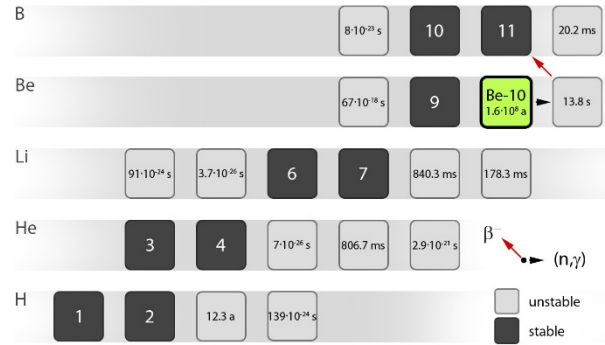 B
8·10⁻²³ s 10 11 20.2 ms
Be
67·10⁻¹⁸ s 9 Be-10 1.6·10⁶ a 13.8 s
Li
91·10⁻²⁴ s 3.7·10⁻²⁶ s 6 7 840.3 ms 178.3 ms
He
3 4 7·10⁻²⁶ s 806.7 ms 2.9·10⁻²¹ s
β⁻
(n,γ)
H
1 2 12.3 a 139·10⁻²⁴ s
unstable
stable